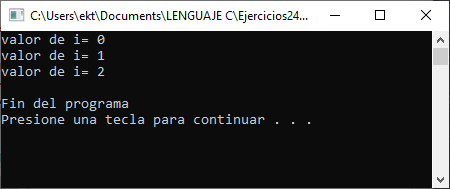 C:\Users\ekt\Documents\LENGUAJE C\Ejercicios24...
valor de i= 0
valor de i= 1
valor de i= 2
Fin del programa
Presione una tecla para continuar . . .